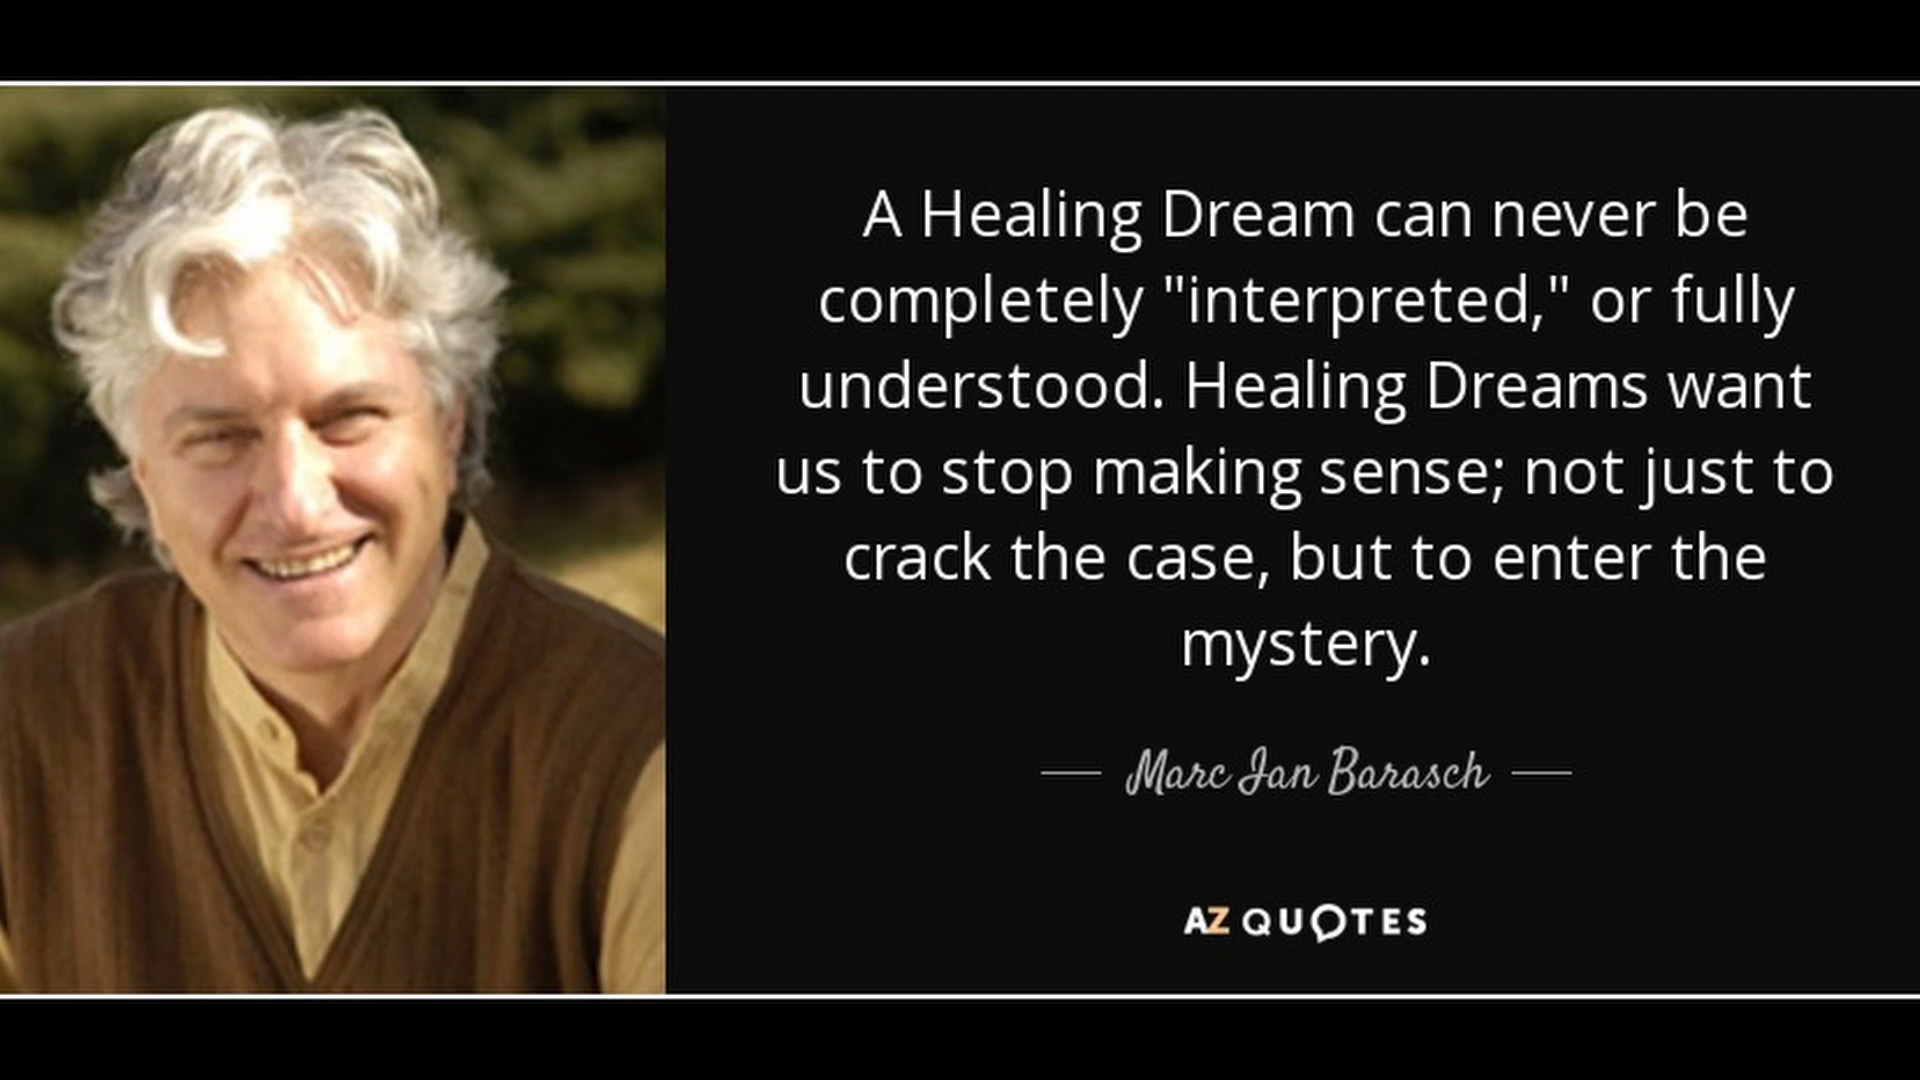 A Healing Dream can never be
completely "interpreted," or fully
understood. Healing Dreams want
us to stop making sense; not just to
crack the case, but to enter the
mystery.
Marc Ian Barasch
AZ QUOTES